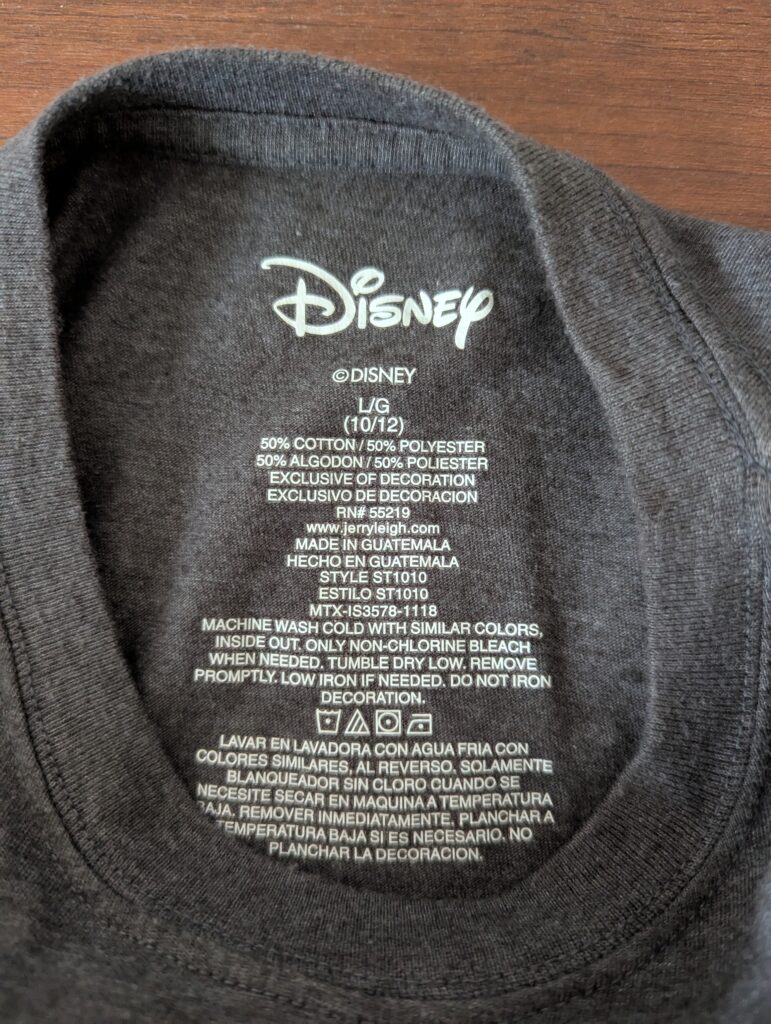 Disney
©DISNEY
L/G
(10/12)
50% COTTON / 50% POLYESTER
50% ALGODON / 50% POLIESTER
EXCLUSIVE OF DECORATION
EXCLUSIVO DE DECORACION
RN# 55219
www.jerryleigh.com
MADE IN GUATEMALA
HECHO EN GUATEMALA
STYLE ST1010
ESTILO ST1010
MTX-IS3578-1118
MACHINE WASH COLD WITH SIMILAR COLORS,
INSIDE OUT. ONLY NON-CHLORINE BLEACH
WHEN NEEDED. TUMBLE DRY LOW. REMOVE
PROMPTLY. LOW IRON IF NEEDED. DO NOT IRON
DECORATION.
LAVAR EN LAVADORA CON AGUA FRIA CON
COLORES SIMILARES, AL REVERSO. SOLAMENTE
BLANQUEADOR SIN CLORO CUANDO SE
NECESITE SECAR EN MAQUINA A TEMPERATURA
BAJA. REMOVER INMEDIATAMENTE. PLANCHAR A
TEMPERATURA BAJA SI ES NECESARIO. NO
PLANCHAR LA DECORACION.